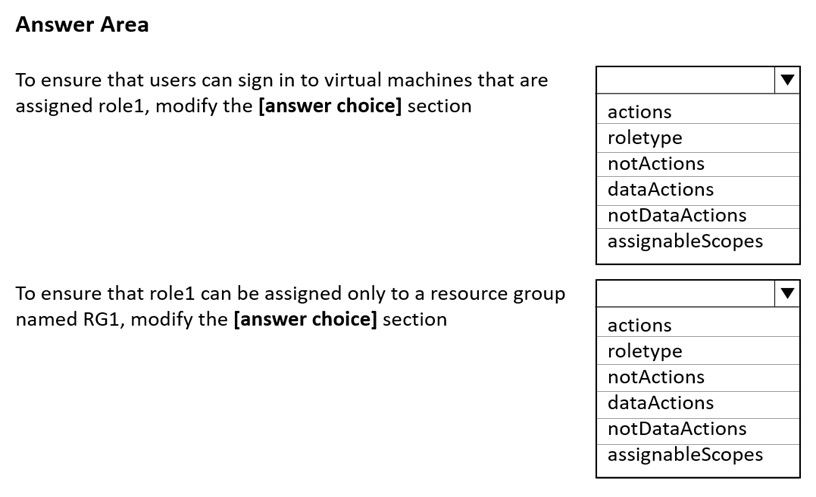 Answer Area
To ensure that users can sign in to virtual machines that are
assigned role1, modify the [answer choice] section
actions
roletype
notActions
dataActions
notDataActions
assignableScopes
To ensure that role1 can be assigned only to a resource group
named RG1, modify the [answer choice] section
actions
roletype
notActions
dataActions
notDataActions
assignableScopes